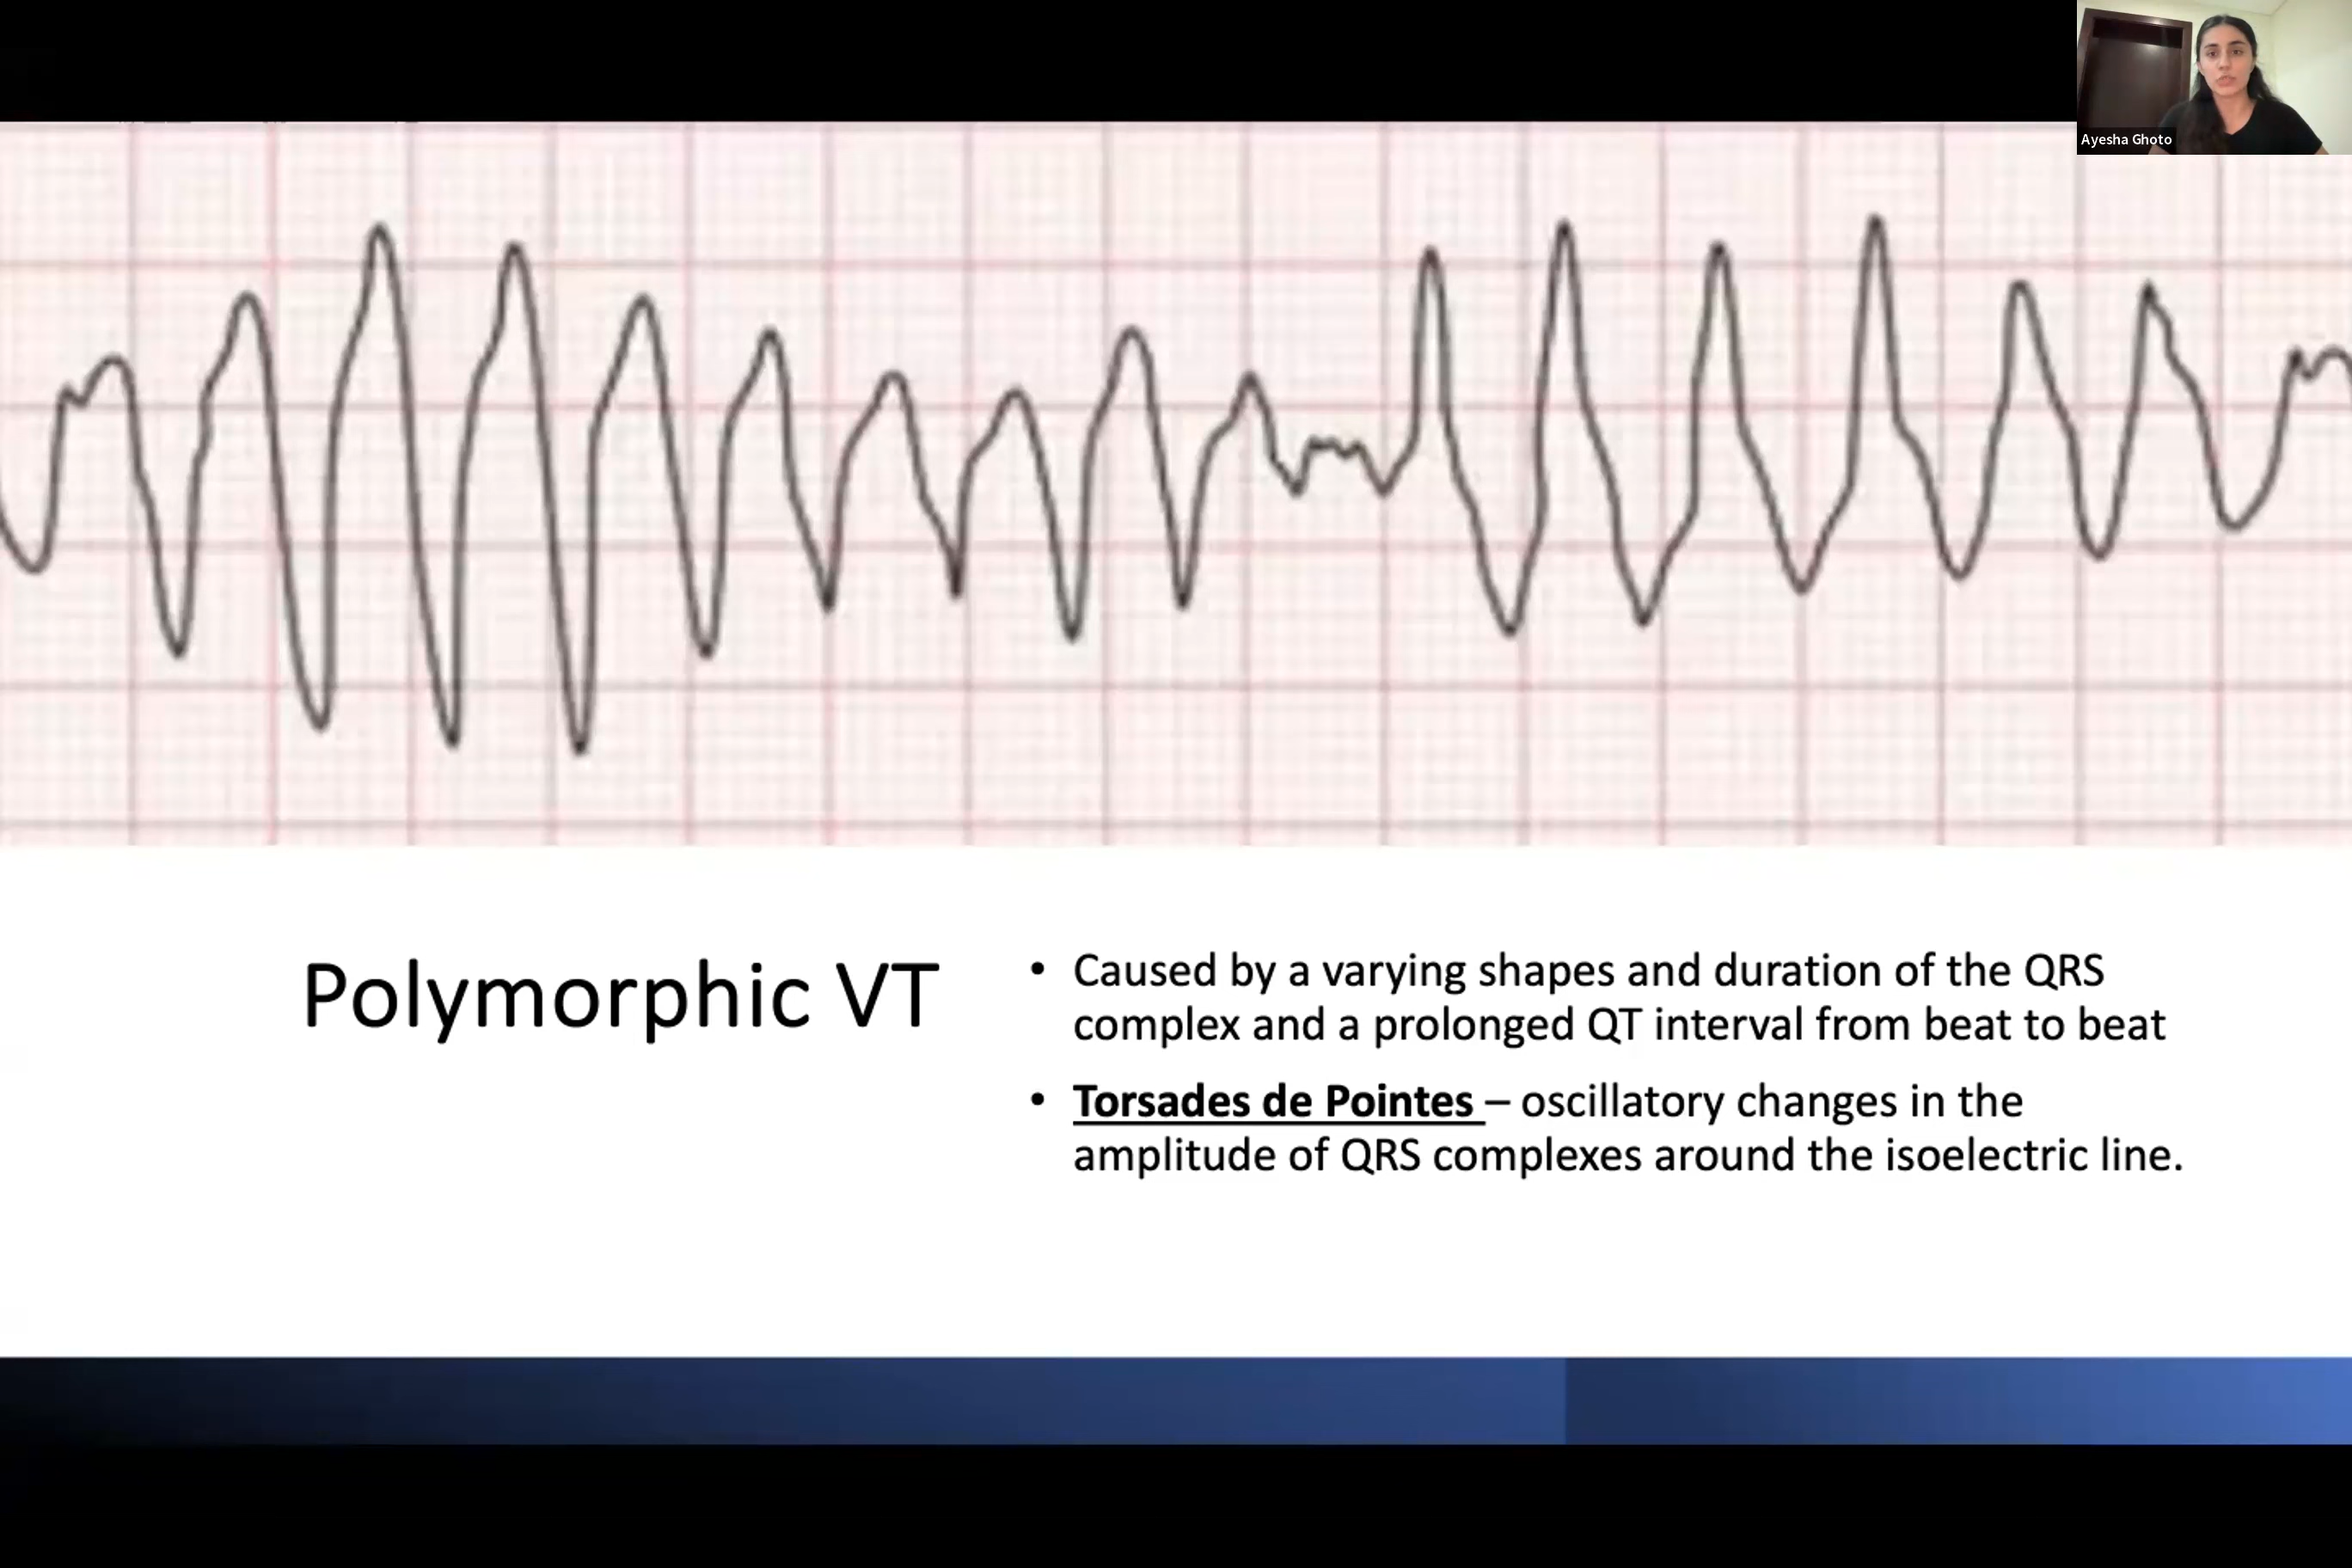 Ayesha Ghoto
Polymorphic VT
• Caused by a varying shapes and duration of the QRS
complex and a prolonged QT interval from beat to beat
• Torsades de Pointes – oscillatory changes in the
amplitude of QRS complexes around the isoelectric line.